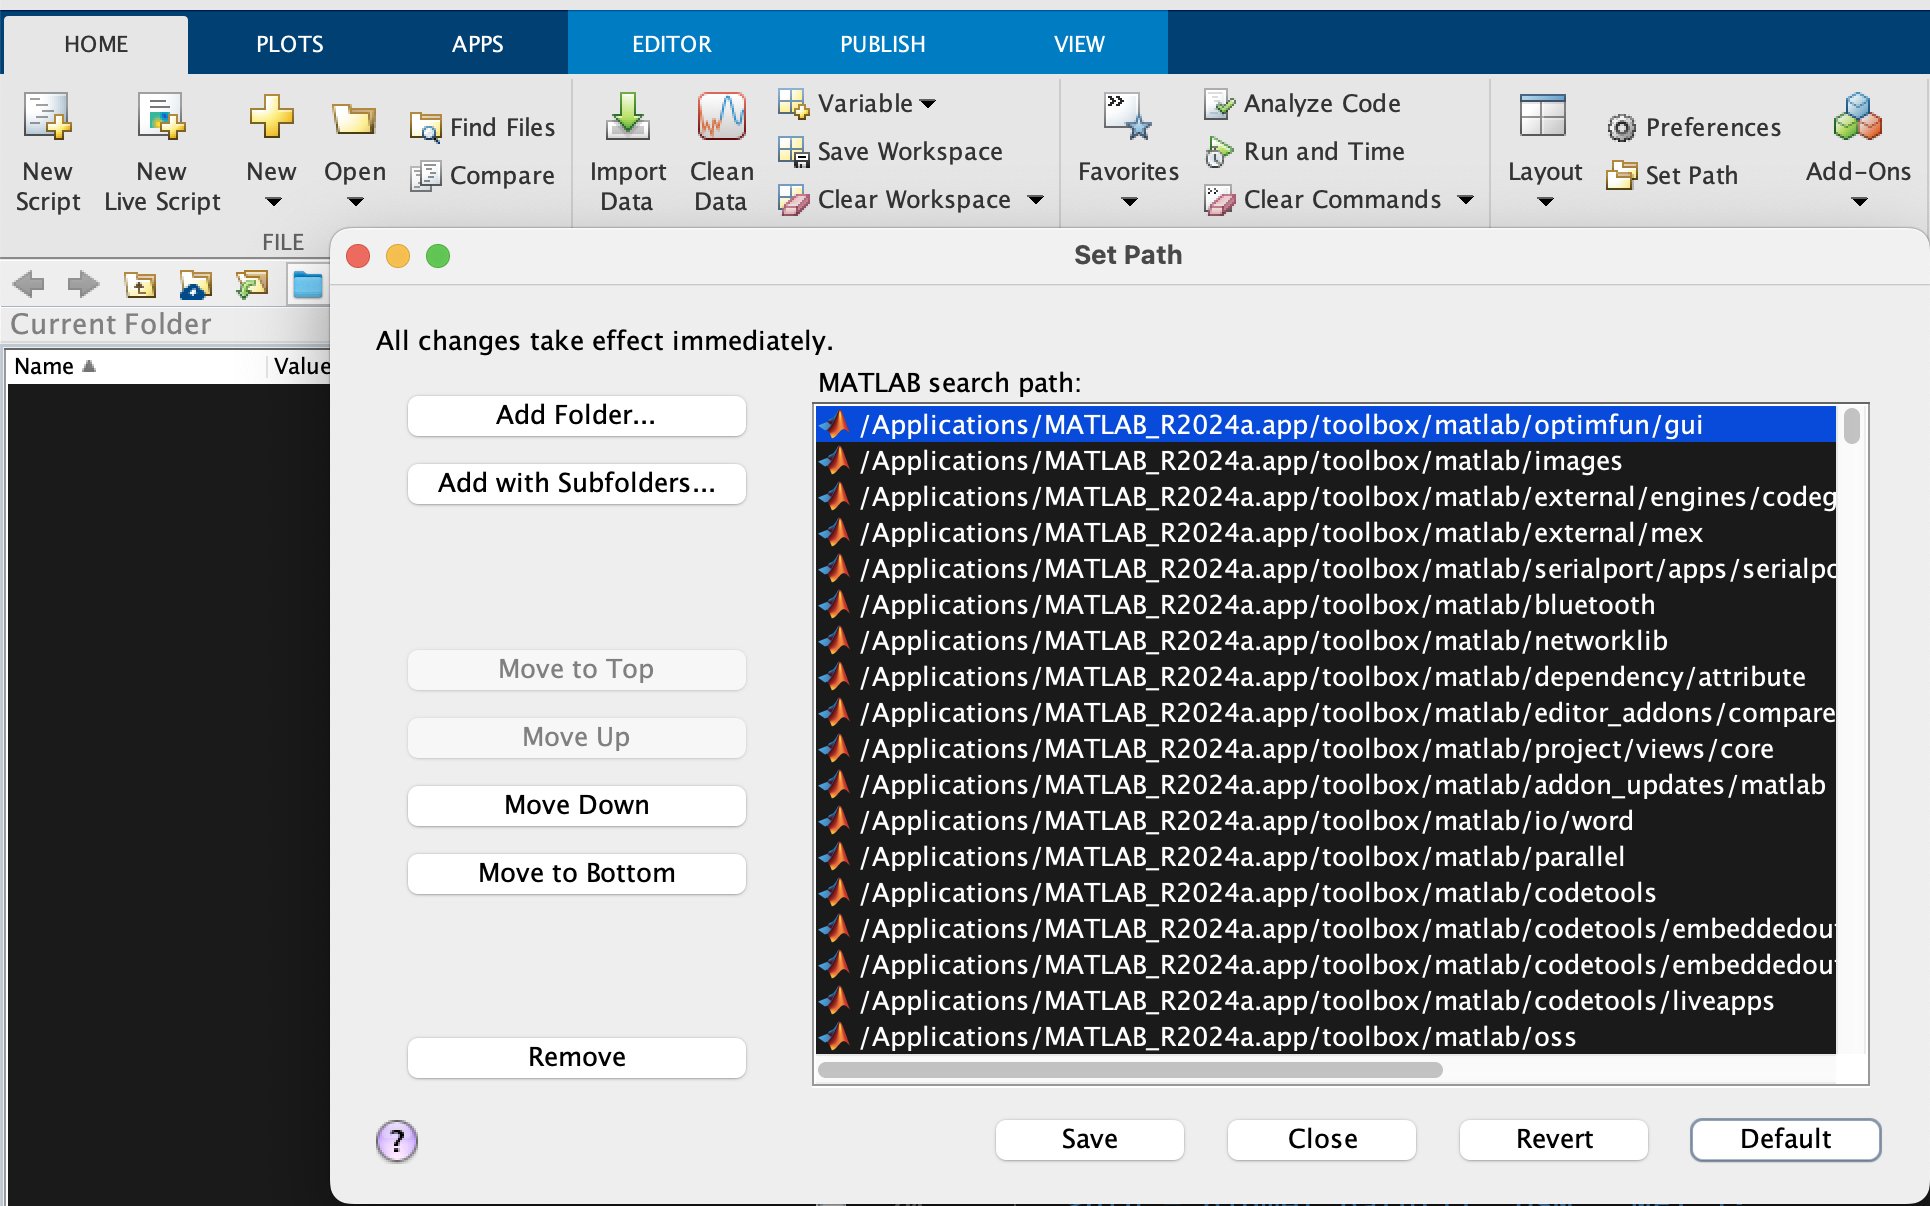 HOME PLOTS APPS EDITOR PUBLISH VIEW
New Script
New Live Script
New
Open
Find Files
Compare
FILE
Import Data
Clean Data
Variable
Save Workspace
Clear Workspace
Favorites
Analyze Code
Run and Time
Clear Commands
Layout
Preferences
Set Path
Add-Ons
Current Folder
Name Value
Set Path
All changes take effect immediately.
MATLAB search path:
Add Folder...
Add with Subfolders...
Move to Top
Move Up
Move Down
Move to Bottom
Remove
/Applications/MATLAB_R2024a.app/toolbox/matlab/optimfun/gui
/Applications/MATLAB_R2024a.app/toolbox/matlab/images
/Applications/MATLAB_R2024a.app/toolbox/matlab/external/engines/codeg
/Applications/MATLAB_R2024a.app/toolbox/matlab/external/mex
/Applications/MATLAB_R2024a.app/toolbox/matlab/serialport/apps/serialpo
/Applications/MATLAB_R2024a.app/toolbox/matlab/bluetooth
/Applications/MATLAB_R2024a.app/toolbox/matlab/networklib
/Applications/MATLAB_R2024a.app/toolbox/matlab/dependency/attribute
/Applications/MATLAB_R2024a.app/toolbox/matlab/editor_addons/compare
/Applications/MATLAB_R2024a.app/toolbox/matlab/project/views/core
/Applications/MATLAB_R2024a.app/toolbox/matlab/addon_updates/matlab
/Applications/MATLAB_R2024a.app/toolbox/matlab/io/word
/Applications/MATLAB_R2024a.app/toolbox/matlab/parallel
/Applications/MATLAB_R2024a.app/toolbox/matlab/codetools
/Applications/MATLAB_R2024a.app/toolbox/matlab/codetools/embeddedout
/Applications/MATLAB_R2024a.app/toolbox/matlab/codetools/embeddedout
/Applications/MATLAB_R2024a.app/toolbox/matlab/codetools/liveapps
/Applications/MATLAB_R2024a.app/toolbox/matlab/oss
?
Save Close Revert Default